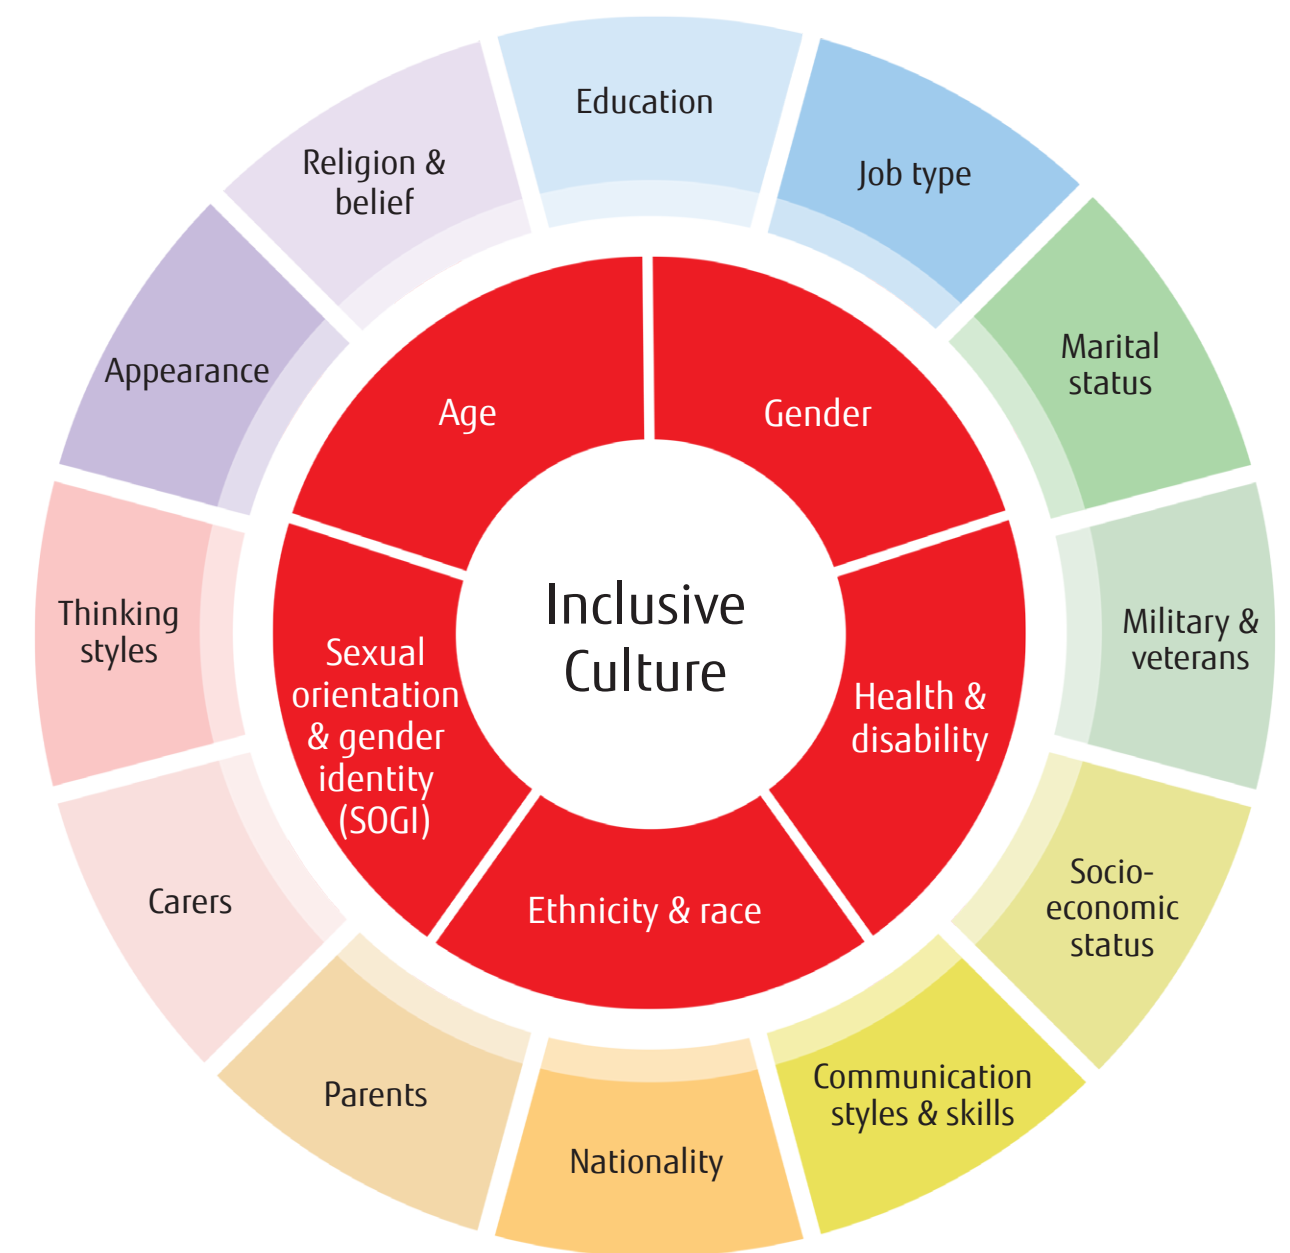 Education
Job type
Marital
status
Military &
veterans
Socio-
economic
status
Communication
styles & skills
Nationality
Parents
Carers
Thinking
styles
Appearance
Religion &
belief
Age
Gender
Health &
disability
Ethnicity & race
Sexual
orientation
& gender
identity
(SOGI)
Inclusive
Culture